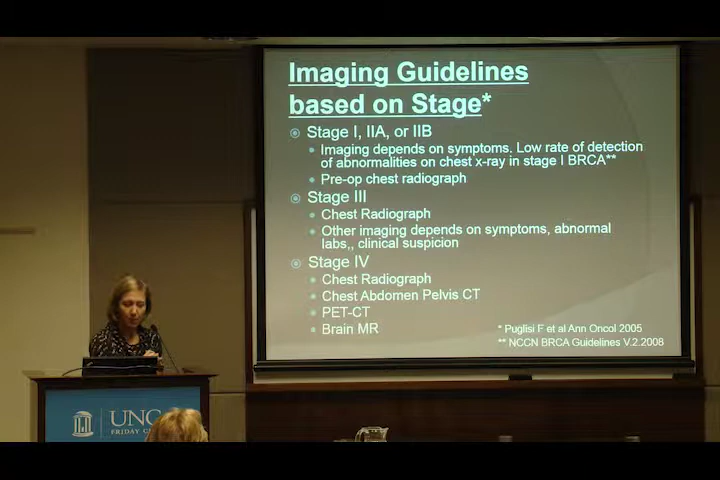 Imaging Guidelines
based on Stage*
Stage I, IIA, or IIB
Imaging depends on symptoms. Low rate of detection
of abnormalities on chest x-ray in stage I BRCA**
Pre-op chest radiograph
Stage III
Chest Radiograph
Other imaging depends on symptoms, abnormal
labs,, clinical suspicion
Stage IV
Chest Radiograph
Chest Abdomen Pelvis CT
PET-CT
Brain MR
* Puglisi F et al Ann Oncol 2005
** NCCN BRCA Guidelines V.2.2008
UNC
FRIDAY